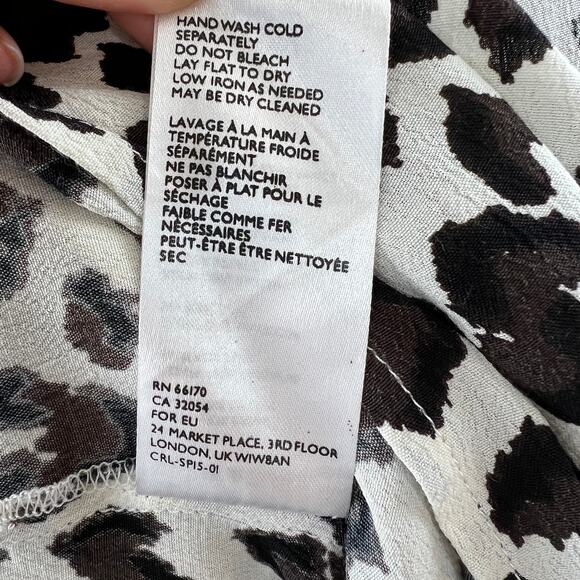 HAND WASH COLD
SEPARATELY
DO NOT BLEACH
LAY FLAT TO DRY
LOW IRON AS NEEDED
MAY BE DRY CLEANED
LAVAGE À LA MAIN À
TEMPÉRATURE FROIDE
SÉPARÉMENT
NE PAS BLANCHIR
POSER À PLAT POUR LE
SÉCHAGE
FAIBLE COMME FER
NÉCESSAIRES
PEUT-ÊTRE ÊTRE NETTOYÉE
SEC
RN 66170
CA 32054
FOR EU
24 MARKET PLACE, 3RD FLOOR
LONDON, UK W1W8AN
CRL-SP15-01